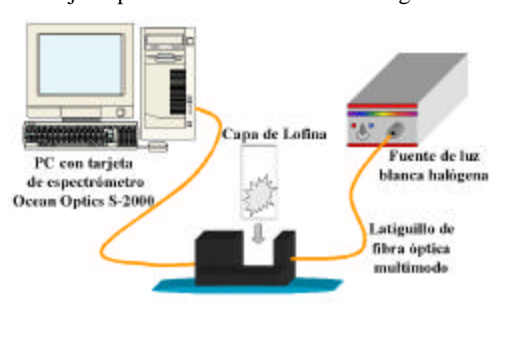 Capa de Lofina
PC con tarjeta
de espectrómetro
Ocean Optics S-2000
Fuente de luz
blanca halógena
Latiguillo de
fibra óptica
multimodo